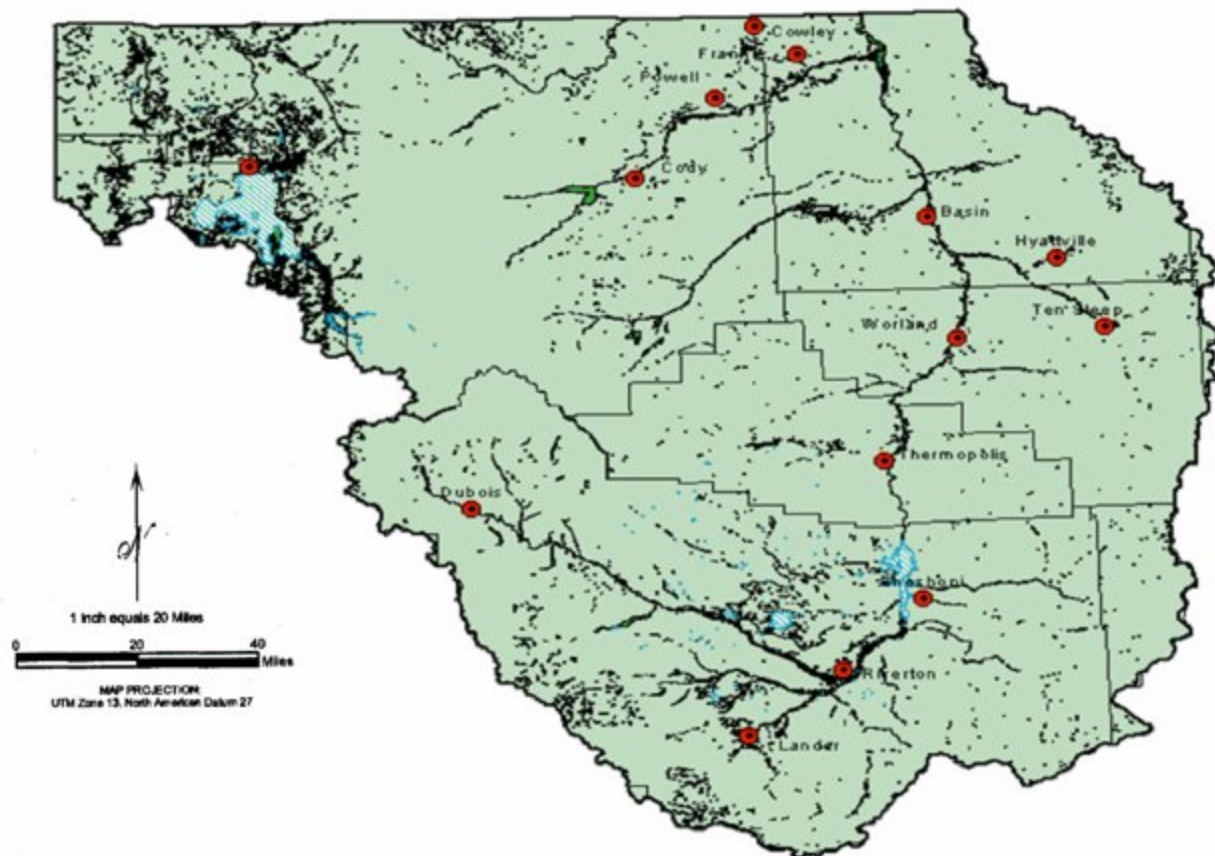 Cowley
Powell
Cody
Basin
Hyattville
Ten Sleep
Worland
Thermopolis
Dubois
Riverton
Lander
1 inch equals 20 Miles
0 20 40
Miles
MAP PROJECTION:
UTM Zone 13, North American Datum 27